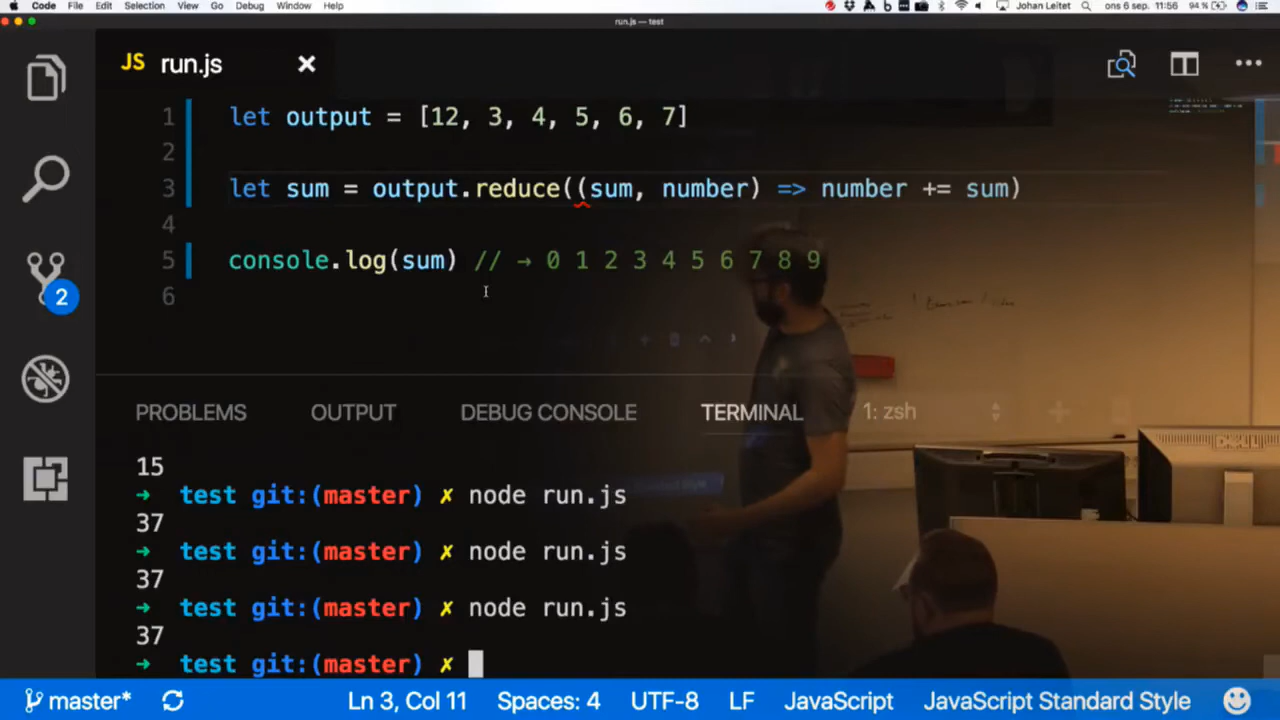 Code File Edit Selection View Go Debug Window Help Johan Leitet ons 6 sep. 11:56 94 %
run.js — test
JS run.js
1 let output = [12, 3, 4, 5, 6, 7]
2
3 let sum = output.reduce((sum, number) => number += sum)
4
5 console.log(sum) // → 0 1 2 3 4 5 6 7 8 9
6
2
PROBLEMS OUTPUT DEBUG CONSOLE TERMINAL 1: zsh
15
➜ test git:(master) ✗ node run.js
37
➜ test git:(master) ✗ node run.js
37
➜ test git:(master) ✗ node run.js
37
➜ test git:(master) ✗
DELL
master* Ln 3, Col 11 Spaces: 4 UTF-8 LF JavaScript JavaScript Standard Style